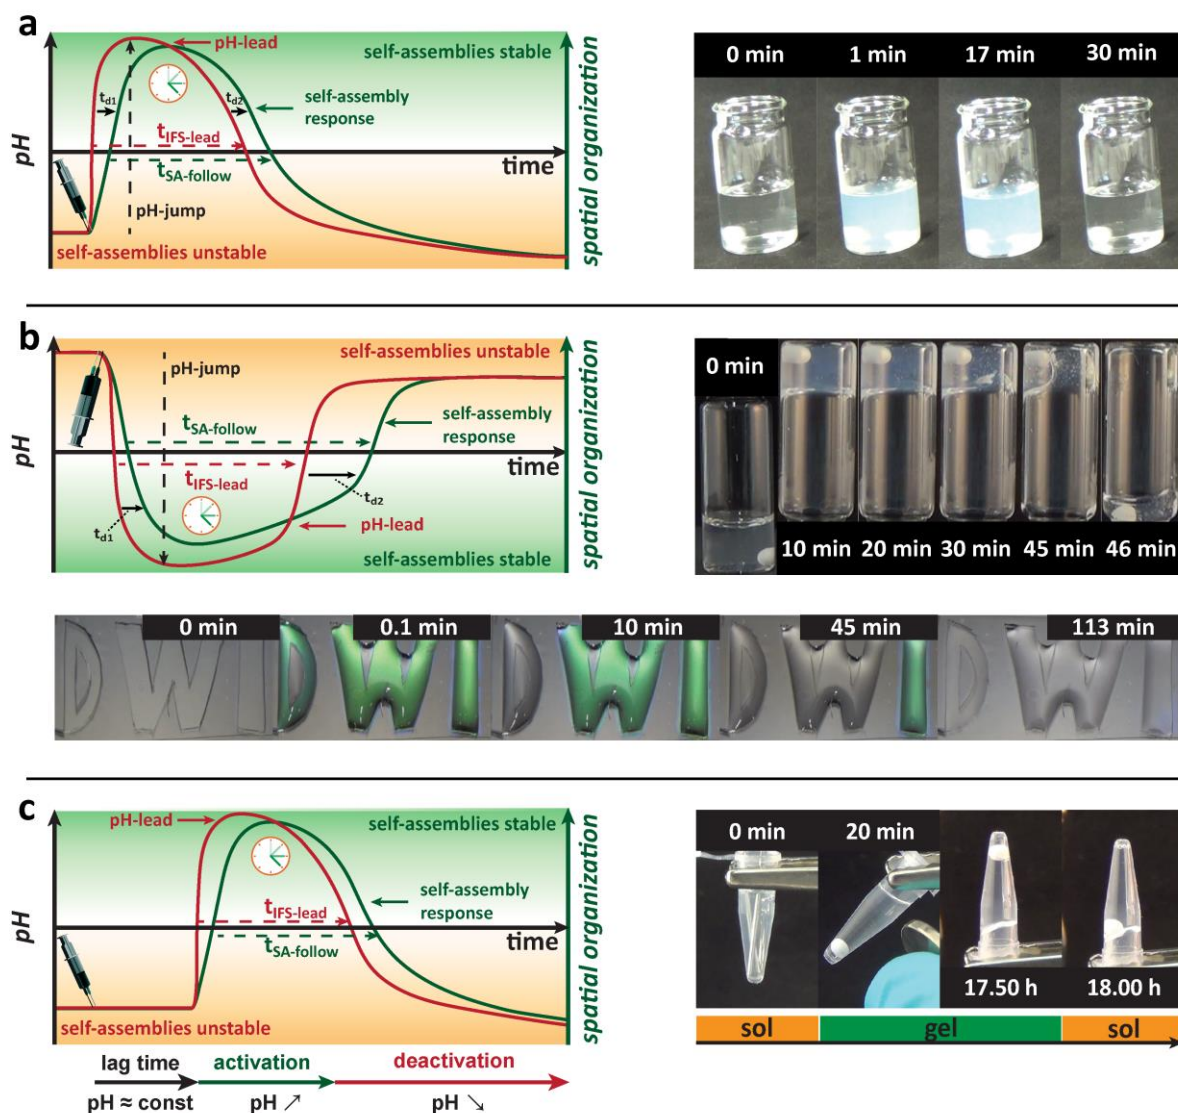 a
pH-lead
self-assemblies stable
t_d1
t_d2
self-assembly
response
t_IFS-lead
time
t_SA-follow
pH-jump
self-assemblies unstable
pH
spatial organization
0 min 1 min 17 min 30 min
b
self-assemblies unstable
pH-jump
t_SA-follow
self-assembly
response
time
t_IFS-lead
t_d2
t_d1
pH-lead
self-assemblies stable
pH
spatial organization
0 min
10 min 20 min 30 min 45 min 46 min
0 min 0.1 min 10 min 45 min 113 min
D W I D W I D W I D W I D W I
c
pH-lead
self-assemblies stable
self-assembly
response
t_IFS-lead
time
t_SA-follow
self-assemblies unstable
pH
spatial organization
lag time activation deactivation
pH ≈ const pH ↗ pH ↘
0 min 20 min
17.50 h 18.00 h
sol gel sol